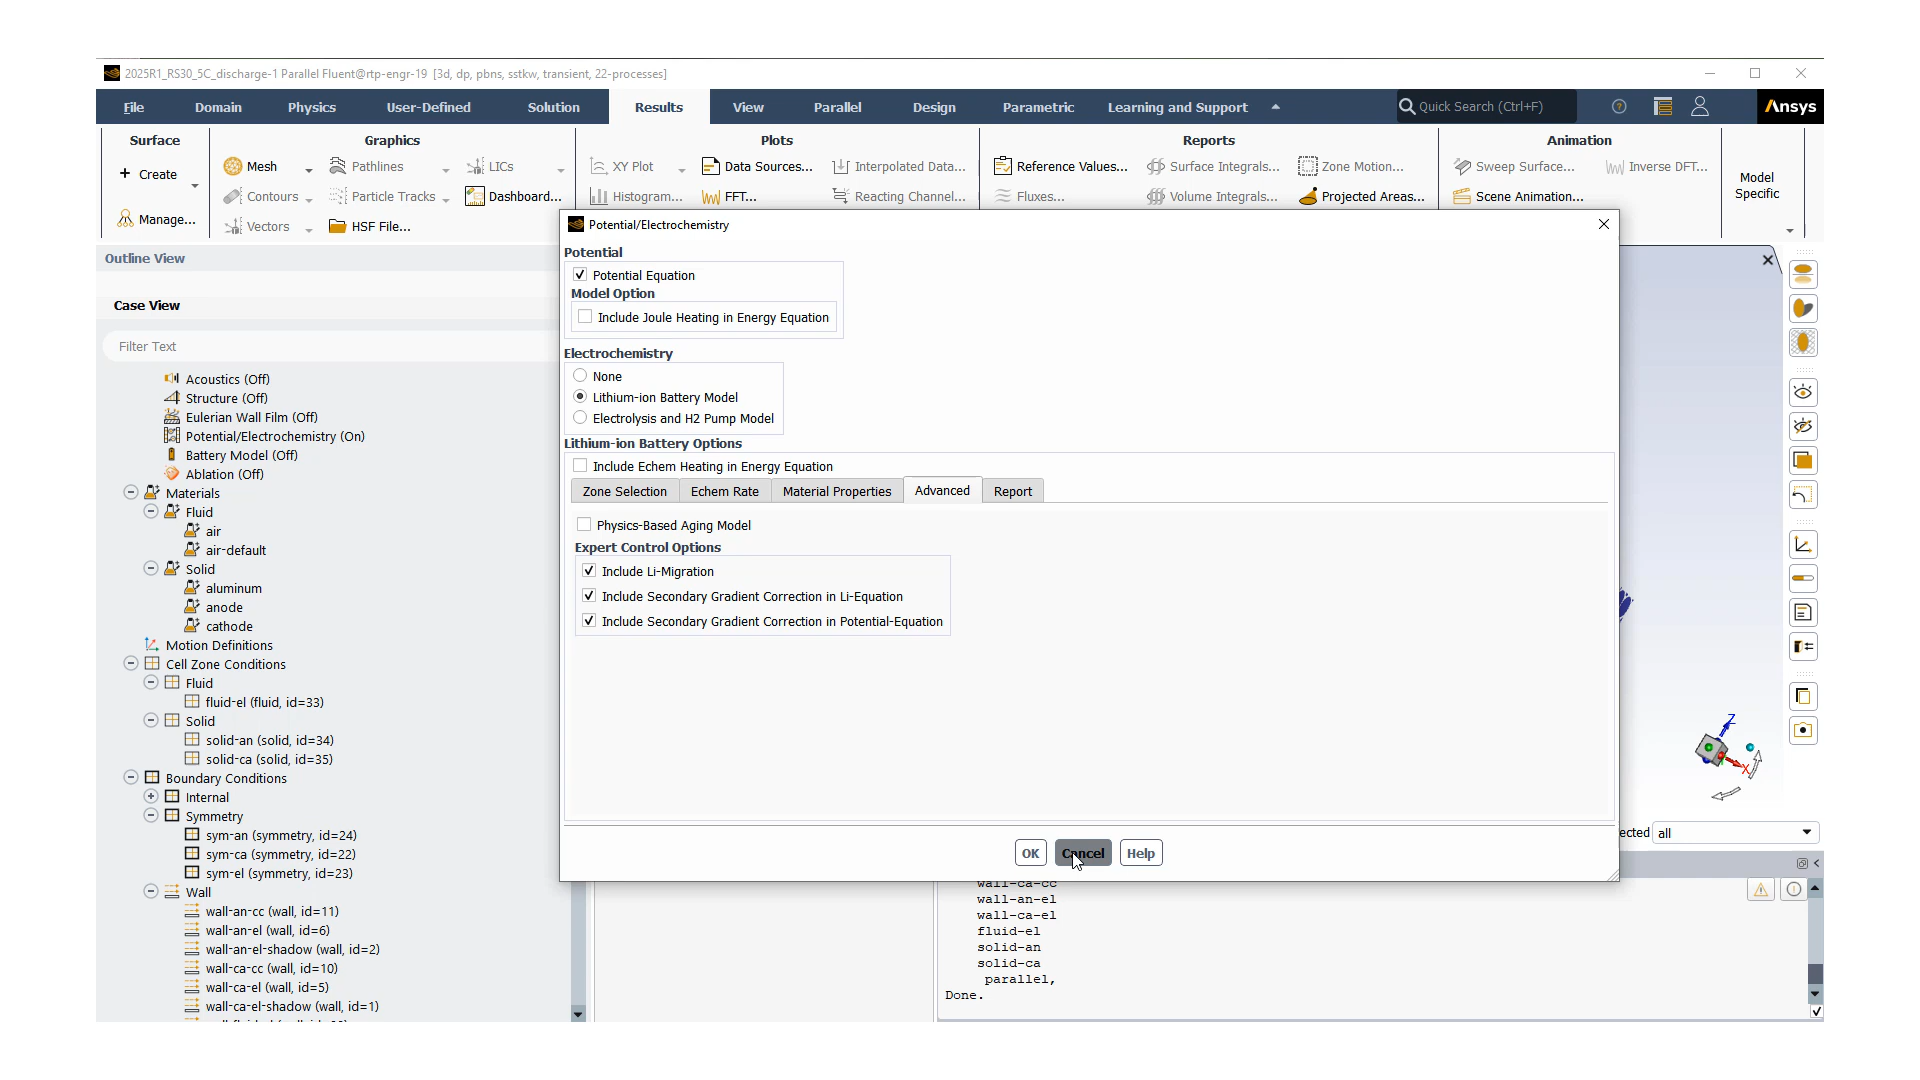 2025R1_RS30_5C_discharge-1 Parallel Fluent@rtp-engr-19 [3d, dp, pbns, sstkw, transient, 22-processes]
File Domain Physics User-Defined Solution Results View Parallel Design Parametric Learning and Support Quick Search (Ctrl+F) Ansys
Surface Graphics Plots Reports Animation
Mesh Pathlines LICs XY Plot Data Sources... Interpolated Data... Reference Values... Surface Integrals... Zone Motion... Sweep Surface... Inverse DFT...
Create
Model
Specific
Contours Particle Tracks Dashboard... Histogram... FFT... Reacting Channel... Fluxes... Volume Integrals... Projected Areas... Scene Animation...
Manage... Vectors HSF File...
Potential/Electrochemistry
Outline View
Case View
Filter Text
Acoustics (Off)
Structure (Off)
Eulerian Wall Film (Off)
Potential/Electrochemistry (On)
Battery Model (Off)
Ablation (Off)
Materials
Fluid
air
air-default
Solid
aluminum
anode
cathode
Motion Definitions
Cell Zone Conditions
Fluid
fluid-el (fluid, id=33)
Solid
solid-an (solid, id=34)
solid-ca (solid, id=35)
Boundary Conditions
Internal
Symmetry
sym-an (symmetry, id=24)
sym-ca (symmetry, id=22)
sym-el (symmetry, id=23)
Wall
wall-an-cc (wall, id=11)
wall-an-el (wall, id=6)
wall-an-el-shadow (wall, id=2)
wall-ca-cc (wall, id=10)
wall-ca-el (wall, id=5)
wall-ca-el-shadow (wall, id=1)
Potential
Potential Equation
Model Option
Include Joule Heating in Energy Equation
Electrochemistry
None
Lithium-ion Battery Model
Electrolysis and H2 Pump Model
Lithium-ion Battery Options
Include Echem Heating in Energy Equation
Zone Selection Echem Rate Material Properties Advanced Report
Physics-Based Aging Model
Expert Control Options
Include Li-Migration
Include Secondary Gradient Correction in Li-Equation
Include Secondary Gradient Correction in Potential-Equation
OK Cancel Help
Z
X
ected all
wall-ca-cc
wall-an-el
wall-ca-el
fluid-el
solid-an
solid-ca
parallel,
Done.